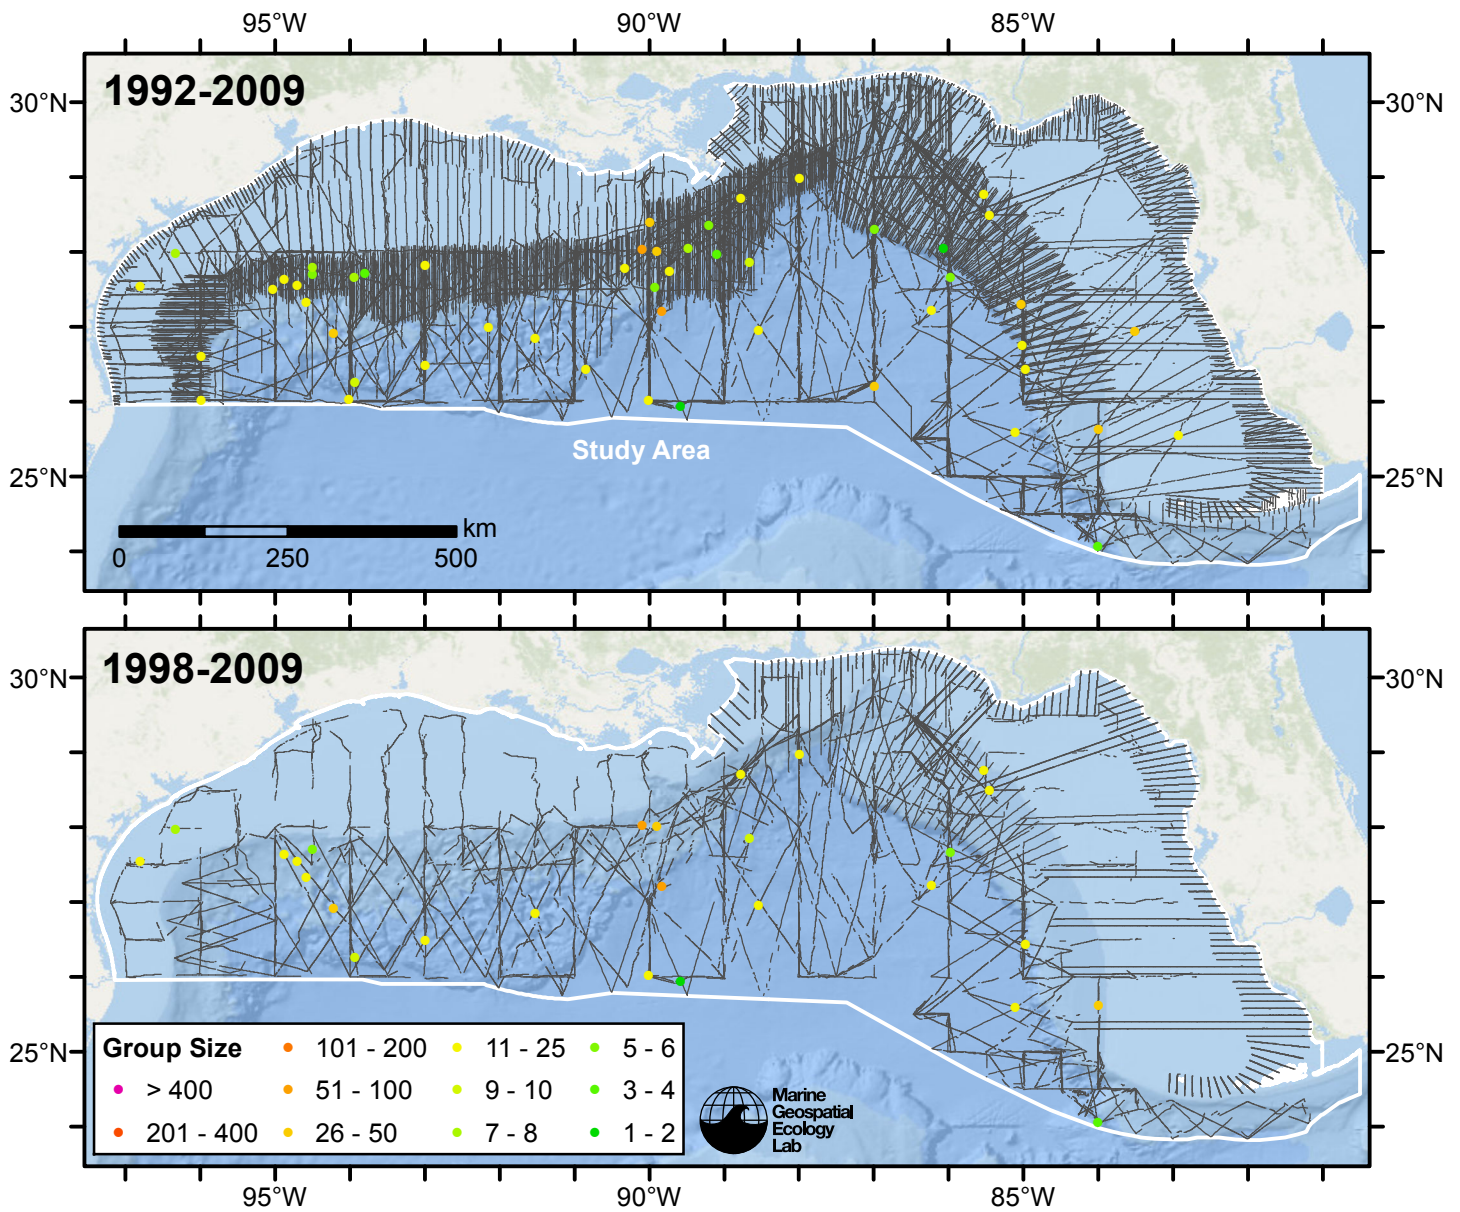 95°W 90°W 85°W
1992-2009
30°N 30°N
Study Area
25°N 25°N
km
0 250 500
1998-2009
30°N 30°N
25°N 25°N
Group Size 101 - 200 11 - 25 5 - 6
> 400 51 - 100 9 - 10 3 - 4
201 - 400 26 - 50 7 - 8 1 - 2
Marine
Geospatial
Ecology
Lab
95°W 90°W 85°W